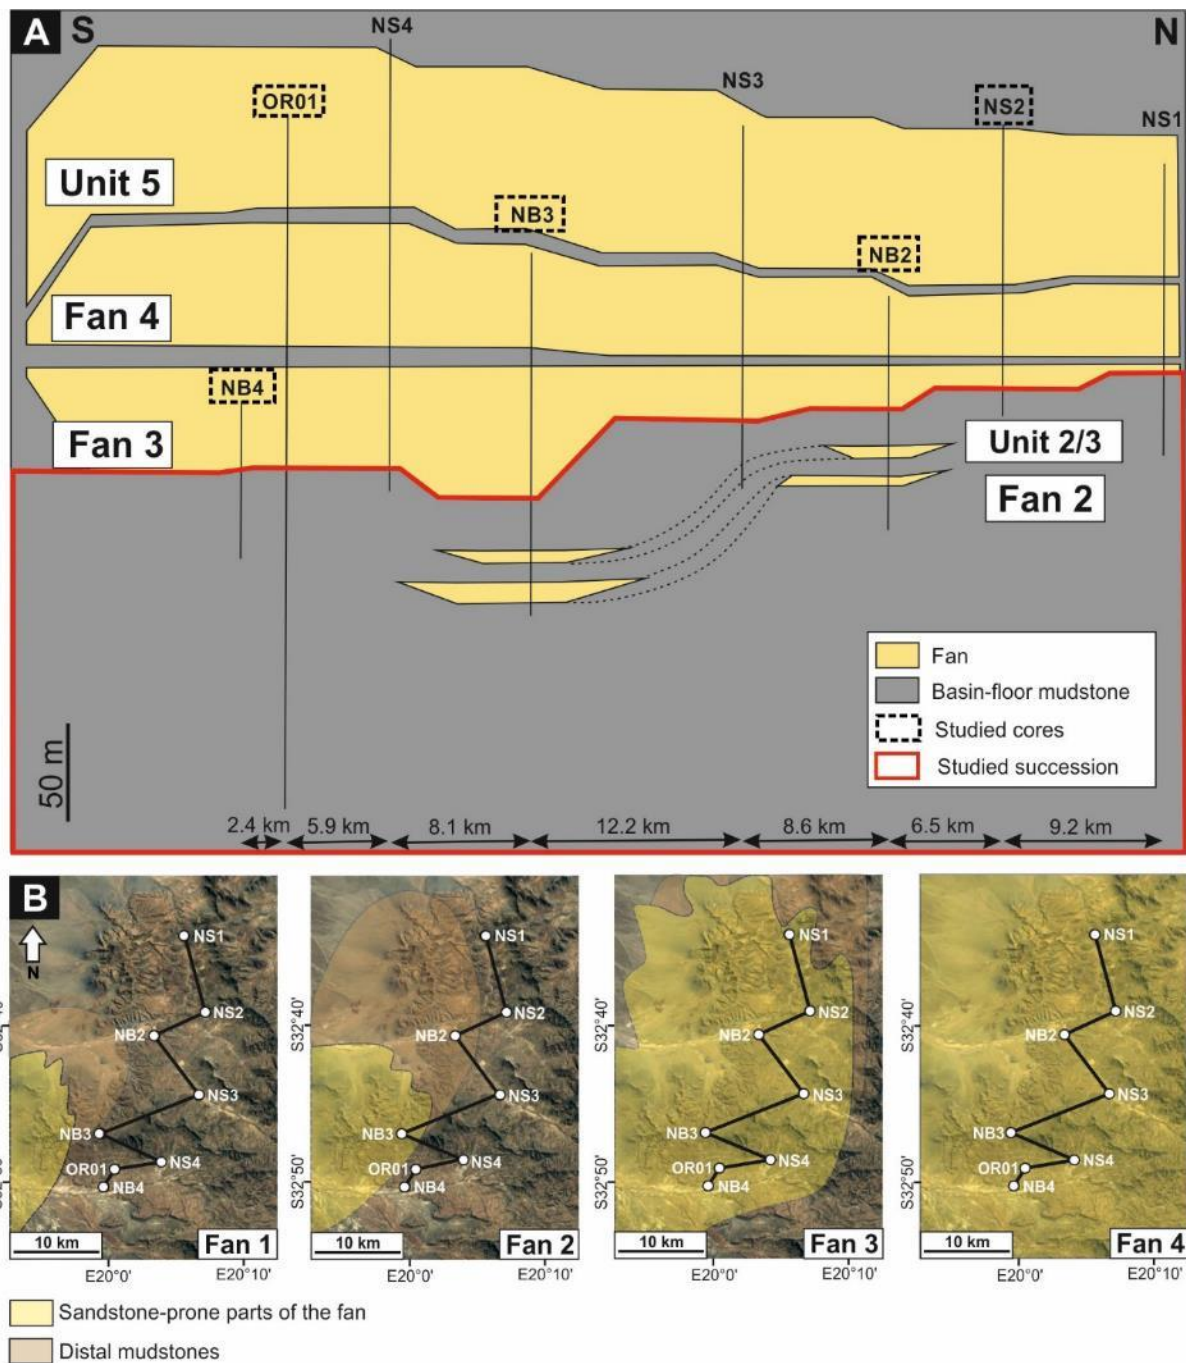 A
S
NS4
N
OR01
NS3
NS2
NS1
Unit 5
NB3
NB2
Fan 4
NB4
Fan 3
Unit 2/3
Fan 2
Fan
Basin-floor mudstone
Studied cores
Studied succession
50 m
2.4 km 5.9 km 8.1 km 12.2 km 8.6 km 6.5 km 9.2 km
B
N
NS1
NS2
NB2
NS3
NB3
OR01
NS4
NB4
S32°50'
10 km
Fan 1
E20°0' E20°10'
NS1
NS2
NB2
NS3
NB3
OR01
NS4
NB4
S32°40'
S32°50'
10 km
Fan 2
E20°0' E20°10'
NS1
NS2
NB2
NS3
NB3
OR01
NS4
NB4
S32°40'
S32°50'
10 km
Fan 3
E20°0' E20°10'
NS1
NS2
NB2
NS3
NB3
OR01
NS4
NB4
S32°40'
S32°50'
10 km
Fan 4
E20°0' E20°10'
Sandstone-prone parts of the fan
Distal mudstones